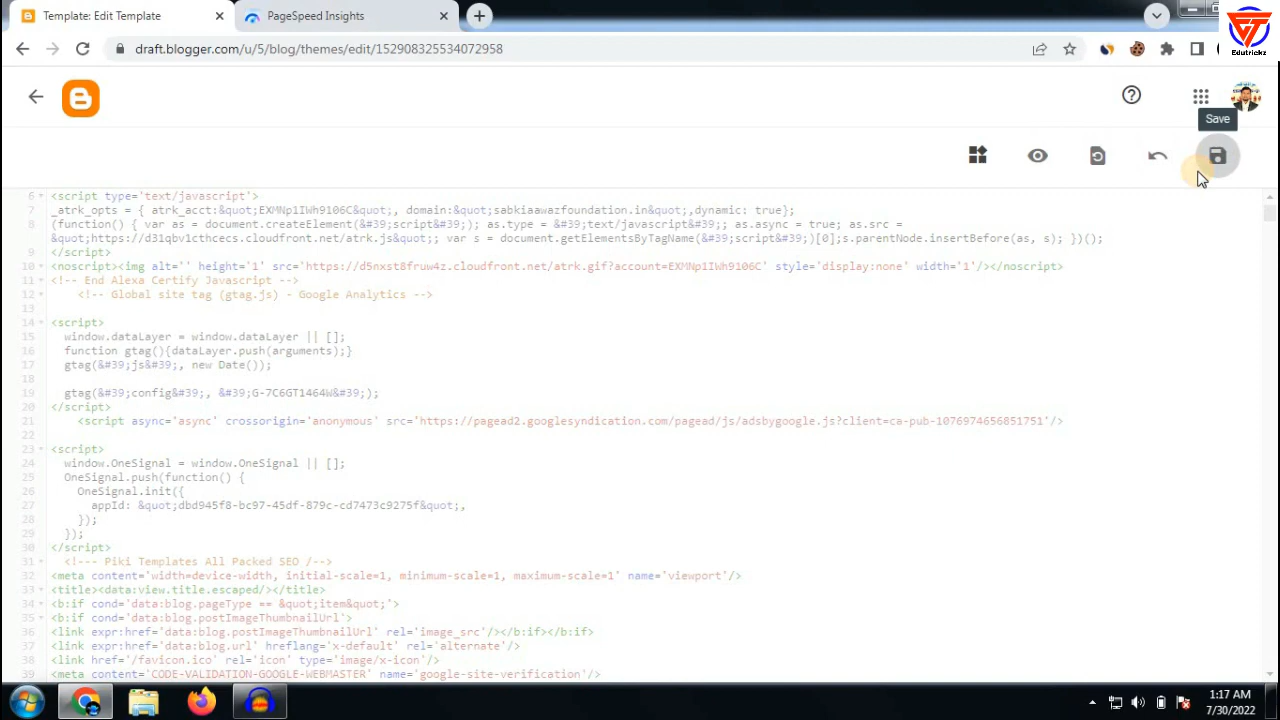 Template: Edit Template
PageSpeed Insights
draft.blogger.com/u/5/blog/themes/edit/152908325534072958
Edutrickz
Save
6 <script type='text/javascript'>
7 _atrk_opts = { atrk_acct:&quot;EXMNp1IWh9106C&quot;, domain:&quot;sabkiaawazfoundation.in&quot;,dynamic: true};
8 (function() { var as = document.createElement(&#39;script&#39;); as.type = &#39;text/javascript&#39;; as.async = true; as.src =
&quot;https://d31qbv1cthcecs.cloudfront.net/atrk.js&quot;; var s = document.getElementsByTagName(&#39;script&#39;)[0];s.parentNode.insertBefore(as, s); })();
9 </script>
10 <noscript><img alt='' height='1' src='https://d5nxst8fruw4z.cloudfront.net/atrk.gif?account=EXMNp1IWh9106C' style='display:none' width='1'/></noscript>
11 <!-- End Alexa Certify Javascript -->
12 <!-- Global site tag (gtag.js) - Google Analytics -->
13
14 <script>
15 window.dataLayer = window.dataLayer || [];
16 function gtag(){dataLayer.push(arguments);}
17 gtag(&#39;js&#39;, new Date());
18
19 gtag(&#39;config&#39;, &#39;G-7C6GT1464W&#39;);
20 </script>
21 <script async='async' crossorigin='anonymous' src='https://pagead2.googlesyndication.com/pagead/js/adsbygoogle.js?client=ca-pub-1076974656851751'/>
22
23 <script>
24 window.OneSignal = window.OneSignal || [];
25 OneSignal.push(function() {
26 OneSignal.init({
27 appId: &quot;dbd945f8-bc97-45df-879c-cd7473c9275f&quot;,
28 });
29 });
30 </script>
31 <!--- Piki Templates All Packed SEO /-->
32 <meta content='width=device-width, initial-scale=1, minimum-scale=1, maximum-scale=1' name='viewport'/>
33 <title><data:view.title.escaped/></title>
34 <b:if cond='data:blog.pageType == &quot;item&quot;'>
35 <b:if cond='data:blog.postImageThumbnailUrl'>
36 <link expr:href='data:blog.postImageThumbnailUrl' rel='image_src'/></b:if></b:if>
37 <link expr:href='data:blog.url' hreflang='x-default' rel='alternate'/>
38 <link href='/favicon.ico' rel='icon' type='image/x-icon'/>
39 <meta content='CODE-VALIDATION-GOOGLE-WEBMASTER' name='google-site-verification'/>
1:17 AM
7/30/2022